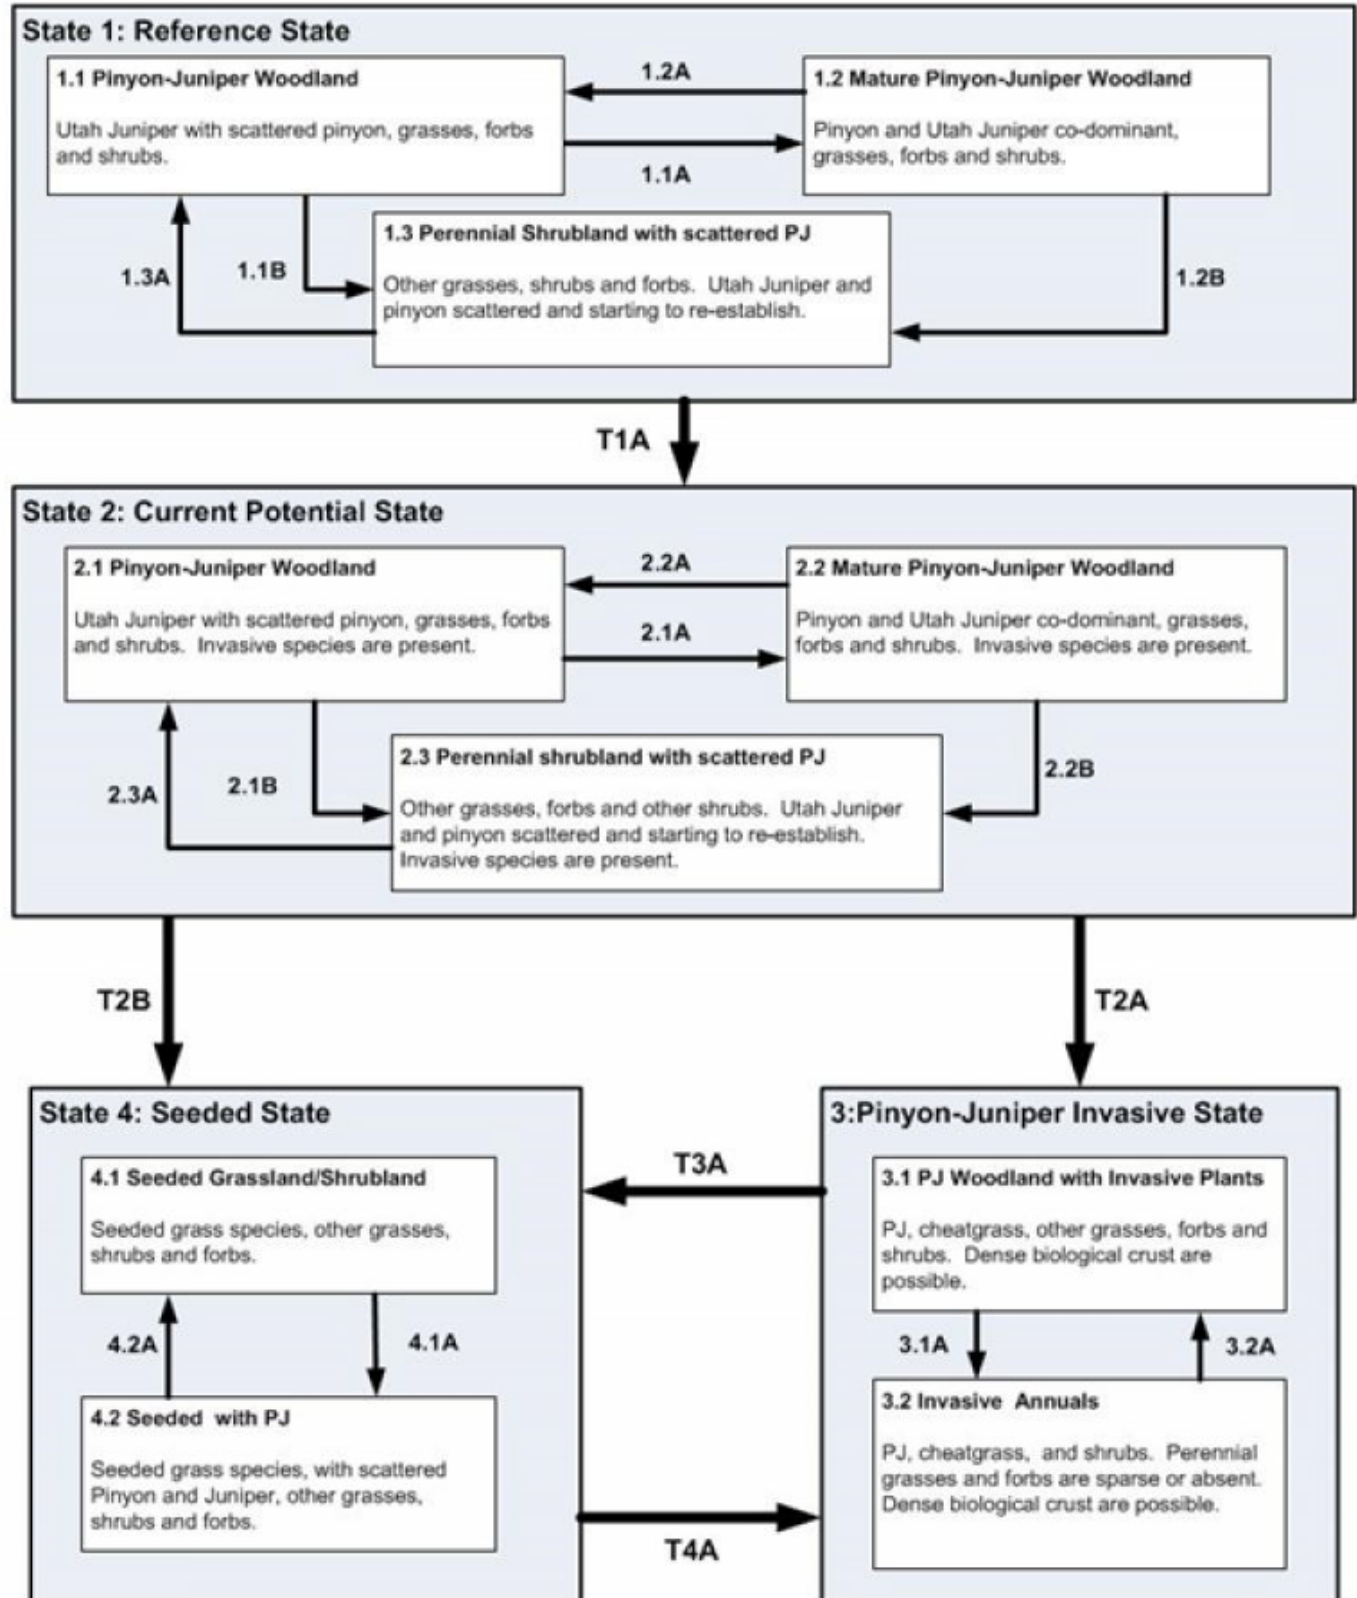 State 1: Reference State
1.1 Pinyon-Juniper Woodland
Utah Juniper with scattered pinyon, grasses, forbs
and shrubs.
1.2A
1.1A
1.2 Mature Pinyon-Juniper Woodland
Pinyon and Utah Juniper co-dominant,
grasses, forbs and shrubs.
1.3A
1.1B
1.3 Perennial Shrubland with scattered PJ
Other grasses, shrubs and forbs. Utah Juniper and
pinyon scattered and starting to re-establish.
1.2B
T1A
State 2: Current Potential State
2.1 Pinyon-Juniper Woodland
Utah Juniper with scattered pinyon, grasses, forbs
and shrubs. Invasive species are present.
2.2A
2.1A
2.2 Mature Pinyon-Juniper Woodland
Pinyon and Utah Juniper co-dominant, grasses,
forbs and shrubs. Invasive species are present.
2.3A
2.1B
2.3 Perennial shrubland with scattered PJ
Other grasses, forbs and other shrubs. Utah Juniper
and pinyon scattered and starting to re-establish.
Invasive species are present.
2.2B
T2B
T2A
State 4: Seeded State
4.1 Seeded Grassland/Shrubland
Seeded grass species, other grasses,
shrubs and forbs.
4.2A
4.1A
4.2 Seeded with PJ
Seeded grass species, with scattered
Pinyon and Juniper, other grasses,
shrubs and forbs.
T3A
T4A
3:Pinyon-Juniper Invasive State
3.1 PJ Woodland with Invasive Plants
PJ, cheatgrass, other grasses, forbs and
shrubs. Dense biological crust are
possible.
3.1A
3.2A
3.2 Invasive Annuals
PJ, cheatgrass, and shrubs. Perennial
grasses and forbs are sparse or absent.
Dense biological crust are possible.